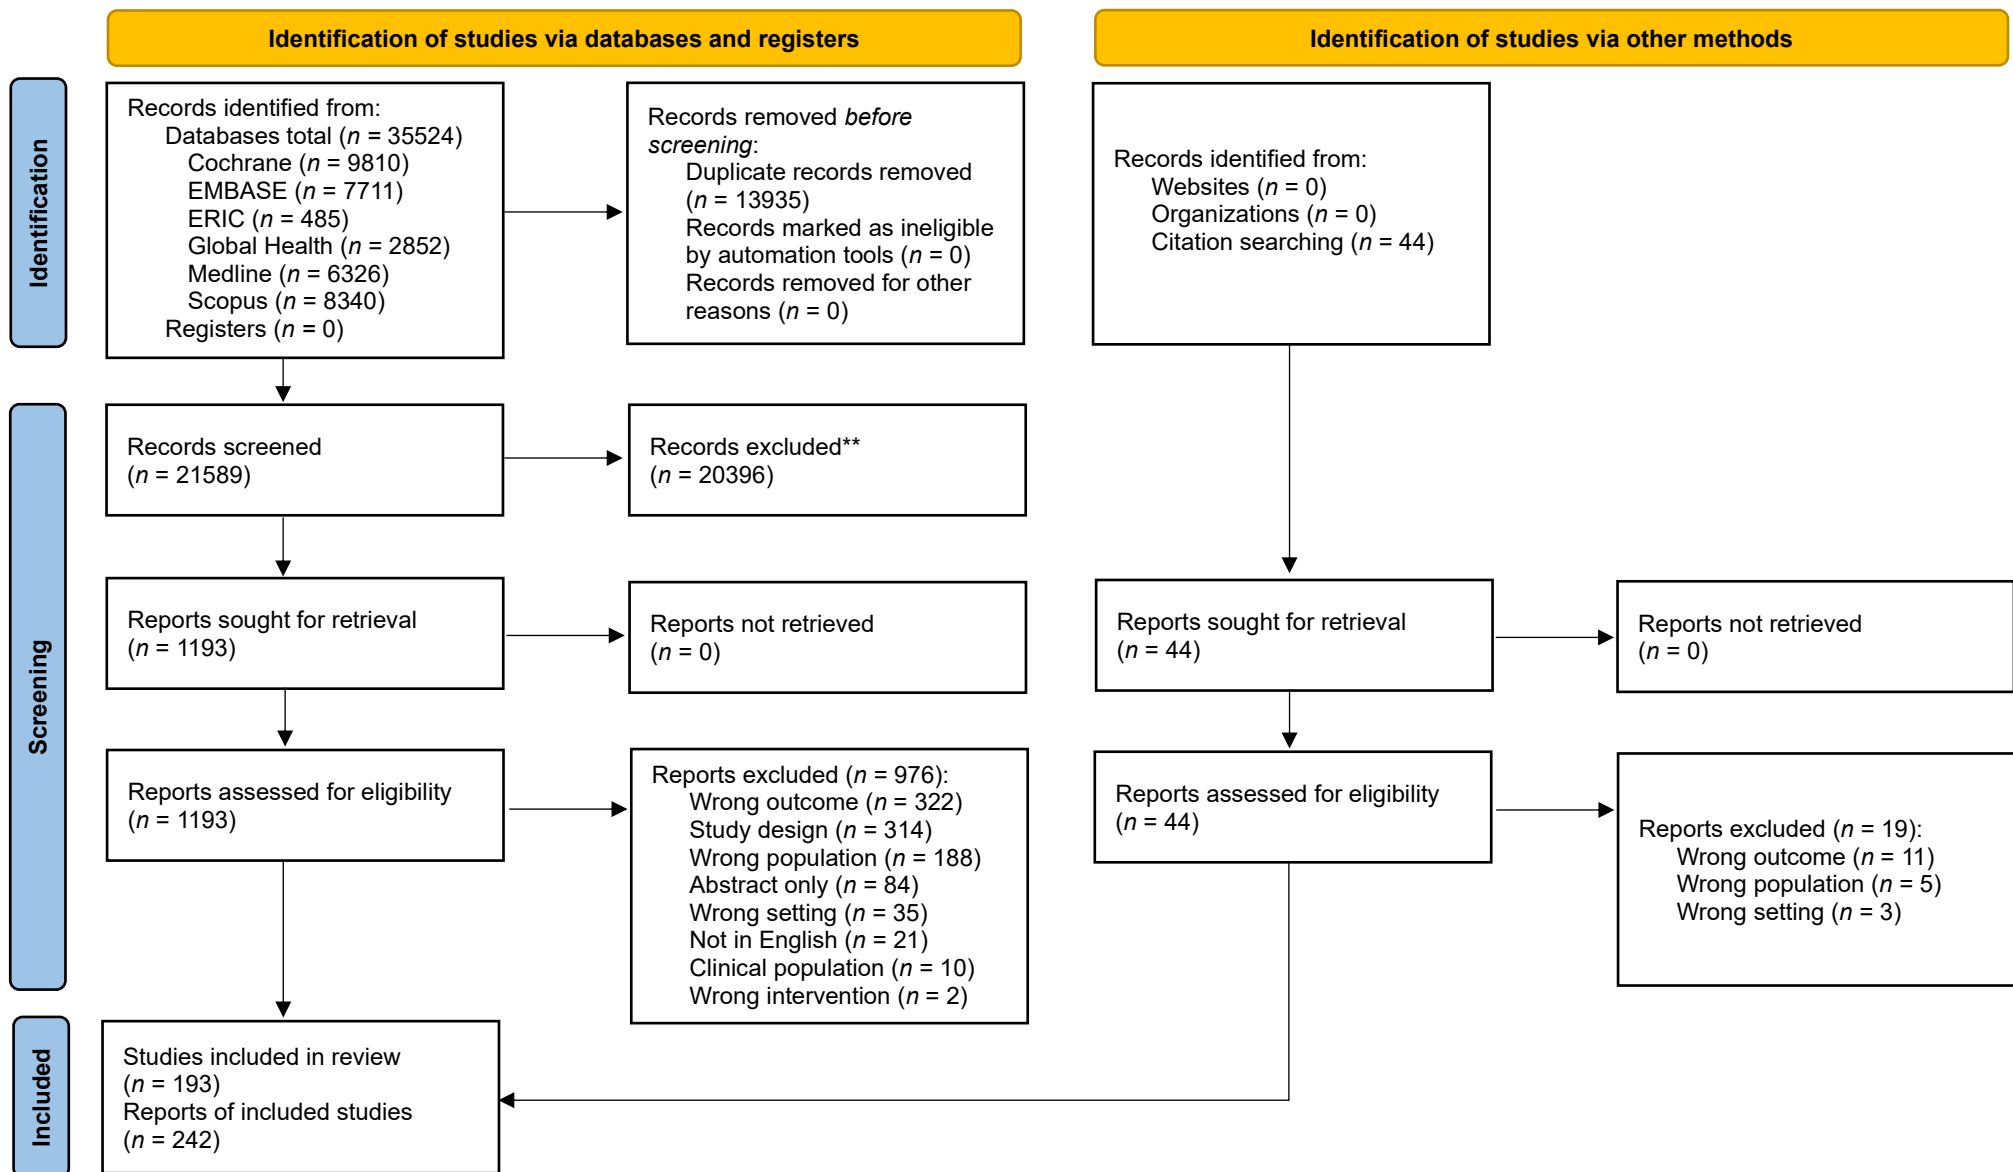 Identification of studies via databases and registers
Identification of studies via other methods
Identification
Records identified from:
Databases total (n = 35524)
Cochrane (n = 9810)
EMBASE (n = 7711)
ERIC (n = 485)
Global Health (n = 2852)
Medline (n = 6326)
Scopus (n = 8340)
Registers (n = 0)
Records removed before
screening:
Duplicate records removed
(n = 13935)
Records marked as ineligible
by automation tools (n = 0)
Records removed for other
reasons (n = 0)
Records identified from:
Websites (n = 0)
Organizations (n = 0)
Citation searching (n = 44)
Screening
Records screened
(n = 21589)
Records excluded**
(n = 20396)
Reports sought for retrieval
(n = 1193)
Reports not retrieved
(n = 0)
Reports sought for retrieval
(n = 44)
Reports not retrieved
(n = 0)
Reports assessed for eligibility
(n = 1193)
Reports excluded (n = 976):
Wrong outcome (n = 322)
Study design (n = 314)
Wrong population (n = 188)
Abstract only (n = 84)
Wrong setting (n = 35)
Not in English (n = 21)
Clinical population (n = 10)
Wrong intervention (n = 2)
Reports assessed for eligibility
(n = 44)
Reports excluded (n = 19):
Wrong outcome (n = 11)
Wrong population (n = 5)
Wrong setting (n = 3)
Included
Studies included in review
(n = 193)
Reports of included studies
(n = 242)